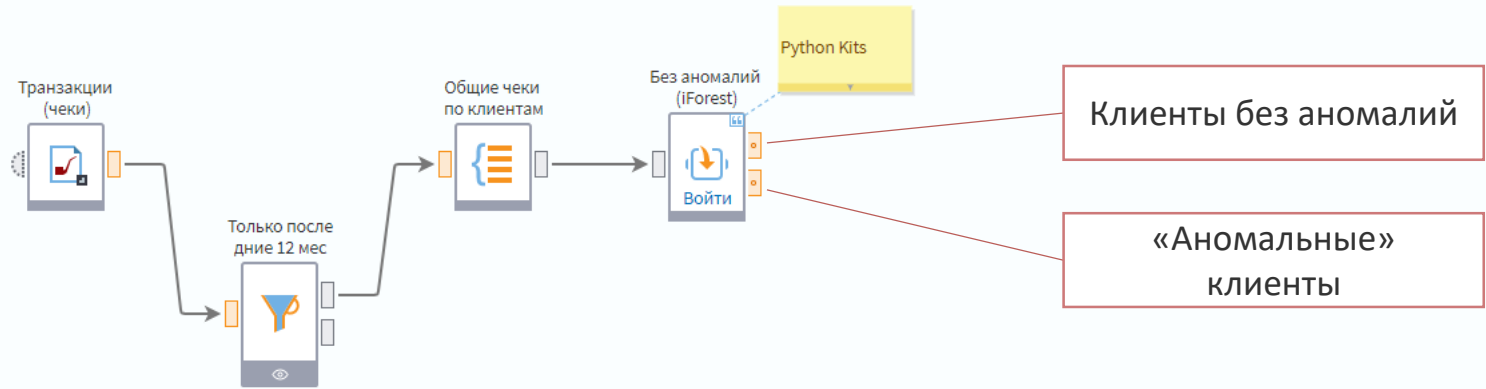 Python Kits
Транзакции
(чеки)
Общие чеки
по клиентам
Без аномалий
(iForest)
Войти
Клиенты без аномалий
Только после
дние 12 мес
«Аномальные»
клиенты